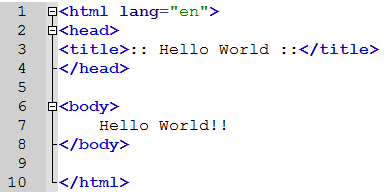 1 <html lang="en">
2 <head>
3 <title>:: Hello World ::</title>
4 </head>
5
6 <body>
7     Hello World!!
8 </body>
9
10 </html>